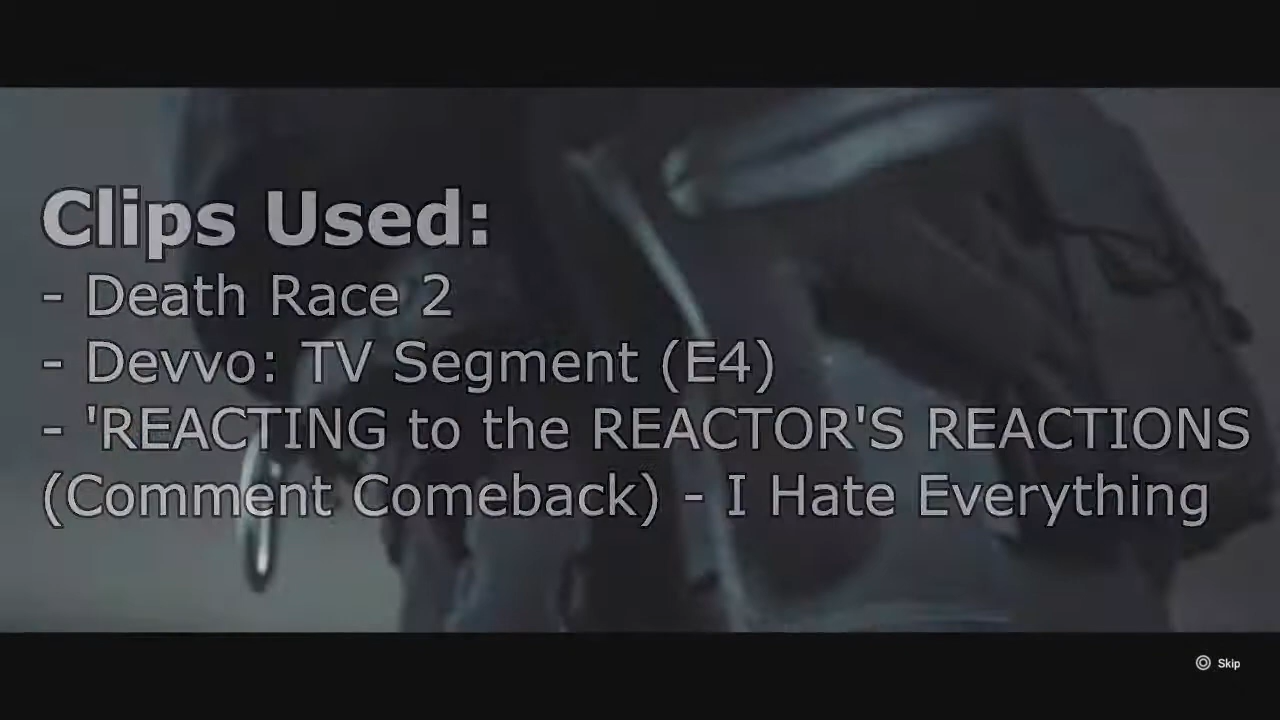 Clips Used:
- Death Race 2
- Devvo: TV Segment (E4)
- 'REACTING to the REACTOR'S REACTIONS
(Comment Comeback) - I Hate Everything
Skip